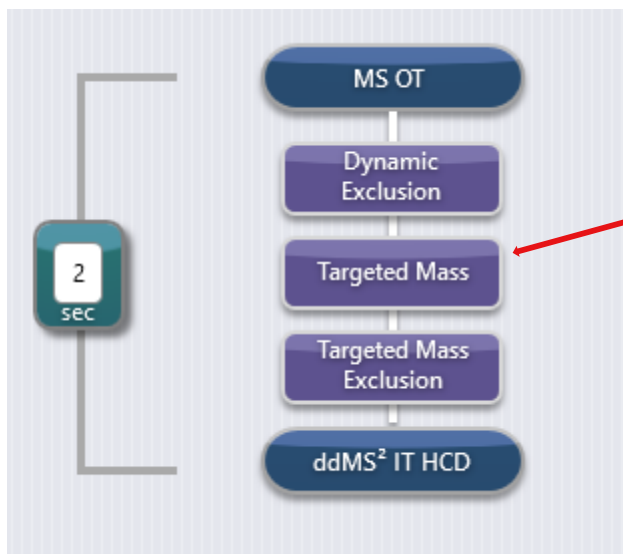 MS OT
Dynamic
Exclusion
Targeted Mass
2
sec
Targeted Mass
Exclusion
ddMS² IT HCD